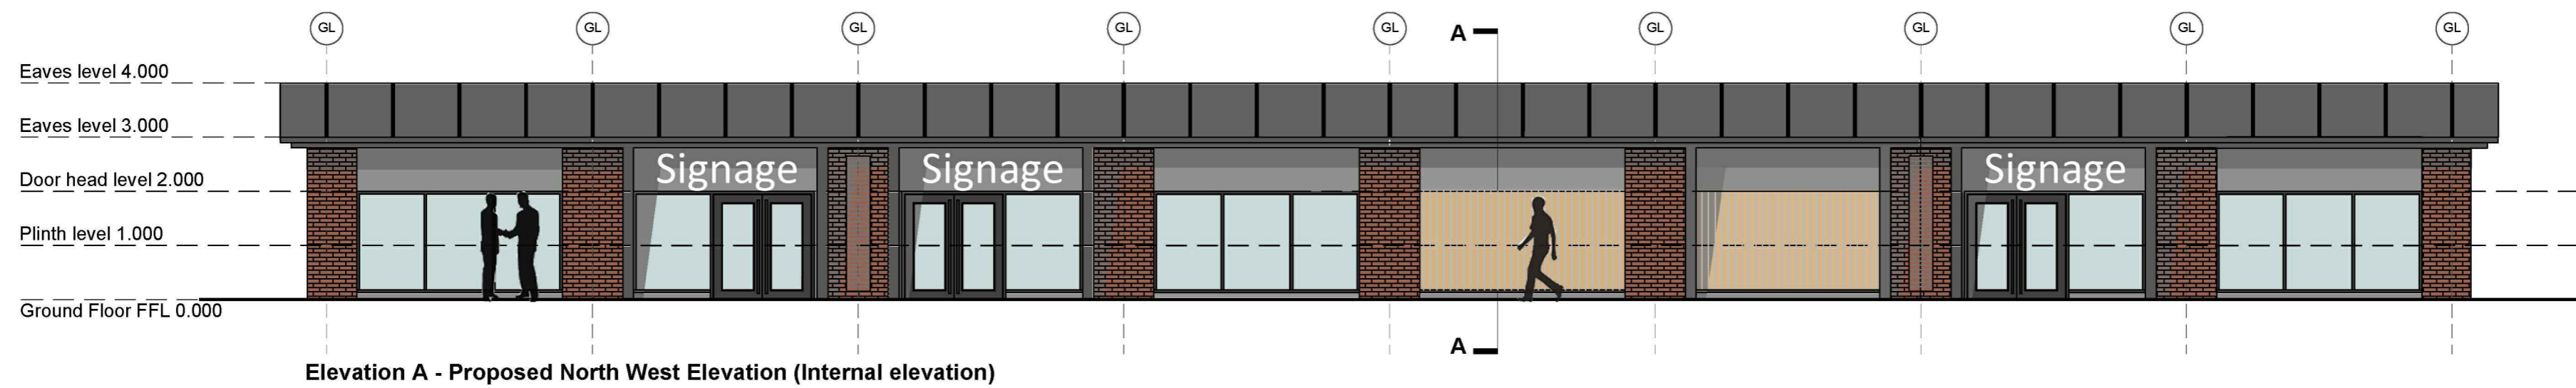 GL GL GL GL GL GL GL GL GL
A
Eaves level 4.000
Eaves level 3.000
Signage Signage Signage
Door head level 2.000
Plinth level 1.000
Ground Floor FFL 0.000
A
Elevation A - Proposed North West Elevation (Internal elevation)